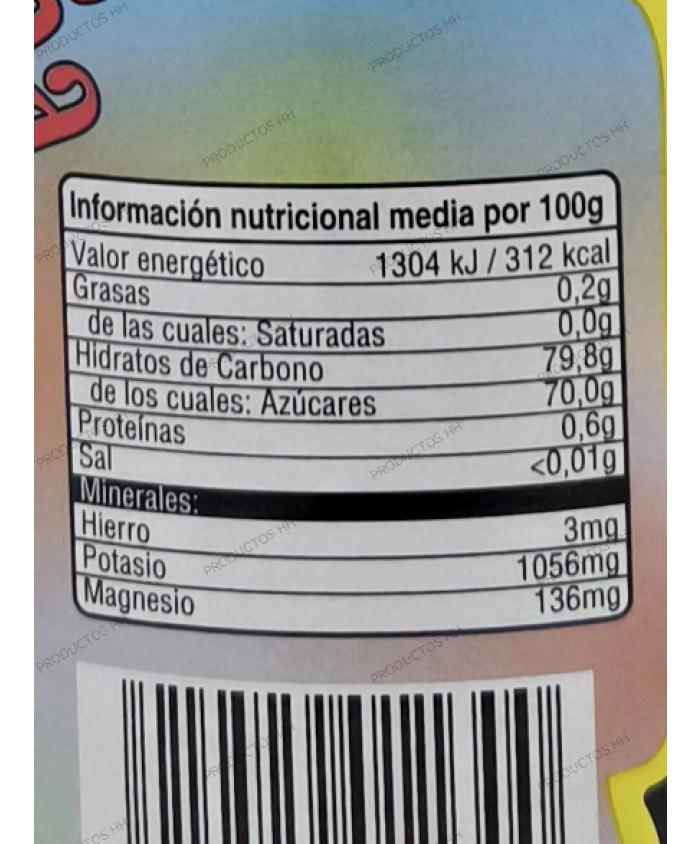 Información nutricional media por 100g
Valor energético 1304 kJ / 312 kcal
Grasas 0,2g
de las cuales: Saturadas 0,0g
Hidratos de Carbono 79,8g
de los cuales: Azúcares 70,0g
Proteínas 0,6g
Sal <0,01g
Minerales:
Hierro 3mg
Potasio 1056mg
Magnesio 136mg
PRODUCTOS HH